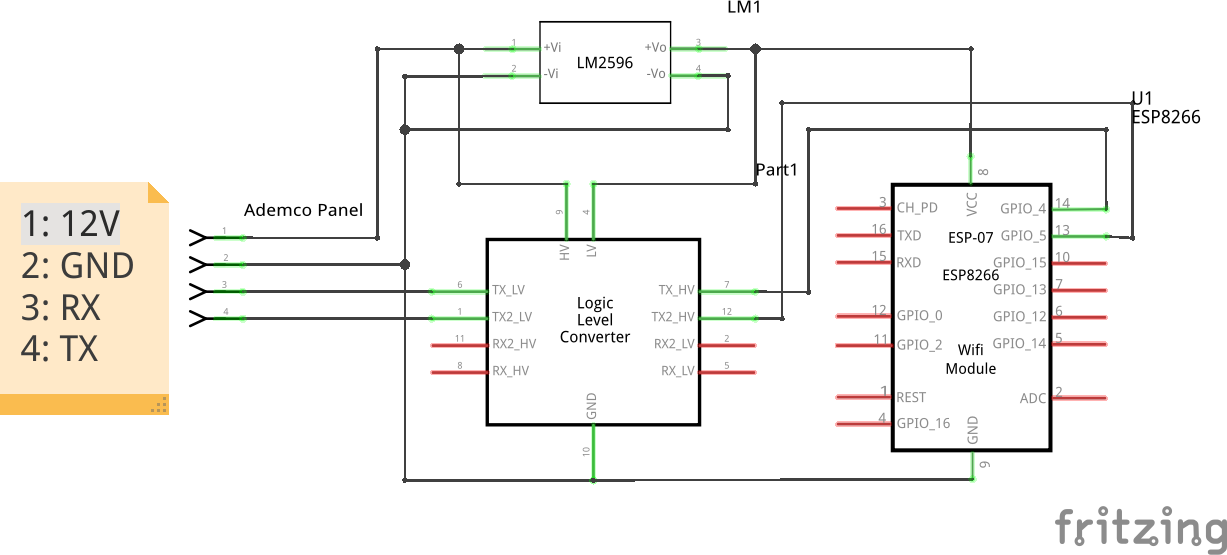 LM1
1
+Vi
+Vo
3
LM2596
2
-Vi
-Vo
4
U1
ESP8266
Part1
8
VCC
1: 12V
2: GND
3: RX
4: TX
Ademco Panel
1
2
3
4
9
4
HV
LV
6
TX_LV
TX_HV
7
1
TX2_LV
TX2_HV
12
11
RX2_HV
RX2_LV
2
8
RX_HV
RX_LV
5
Logic
Level
Converter
GND
10
3
CH_PD
GPIO_4
14
16
TXD
ESP-07
GPIO_5
13
15
RXD
GPIO_15
10
ESP8266
GPIO_13
7
12
GPIO_0
GPIO_12
6
11
GPIO_2
GPIO_14
5
Wifi
Module
1
REST
ADC
2
4
GPIO_16
GND
9
fritzing